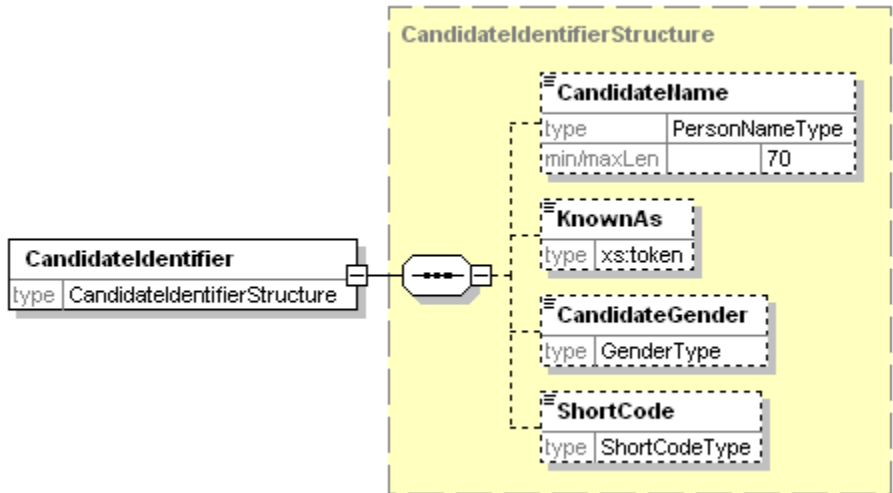 CandidateIdentifierStructure
CandidateName
type PersonNameType
min/maxLen 70
KnownAs
type xs:token
CandidateIdentifier
type CandidateIdentifierStructure
CandidateGender
type GenderType
ShortCode
type ShortCodeType